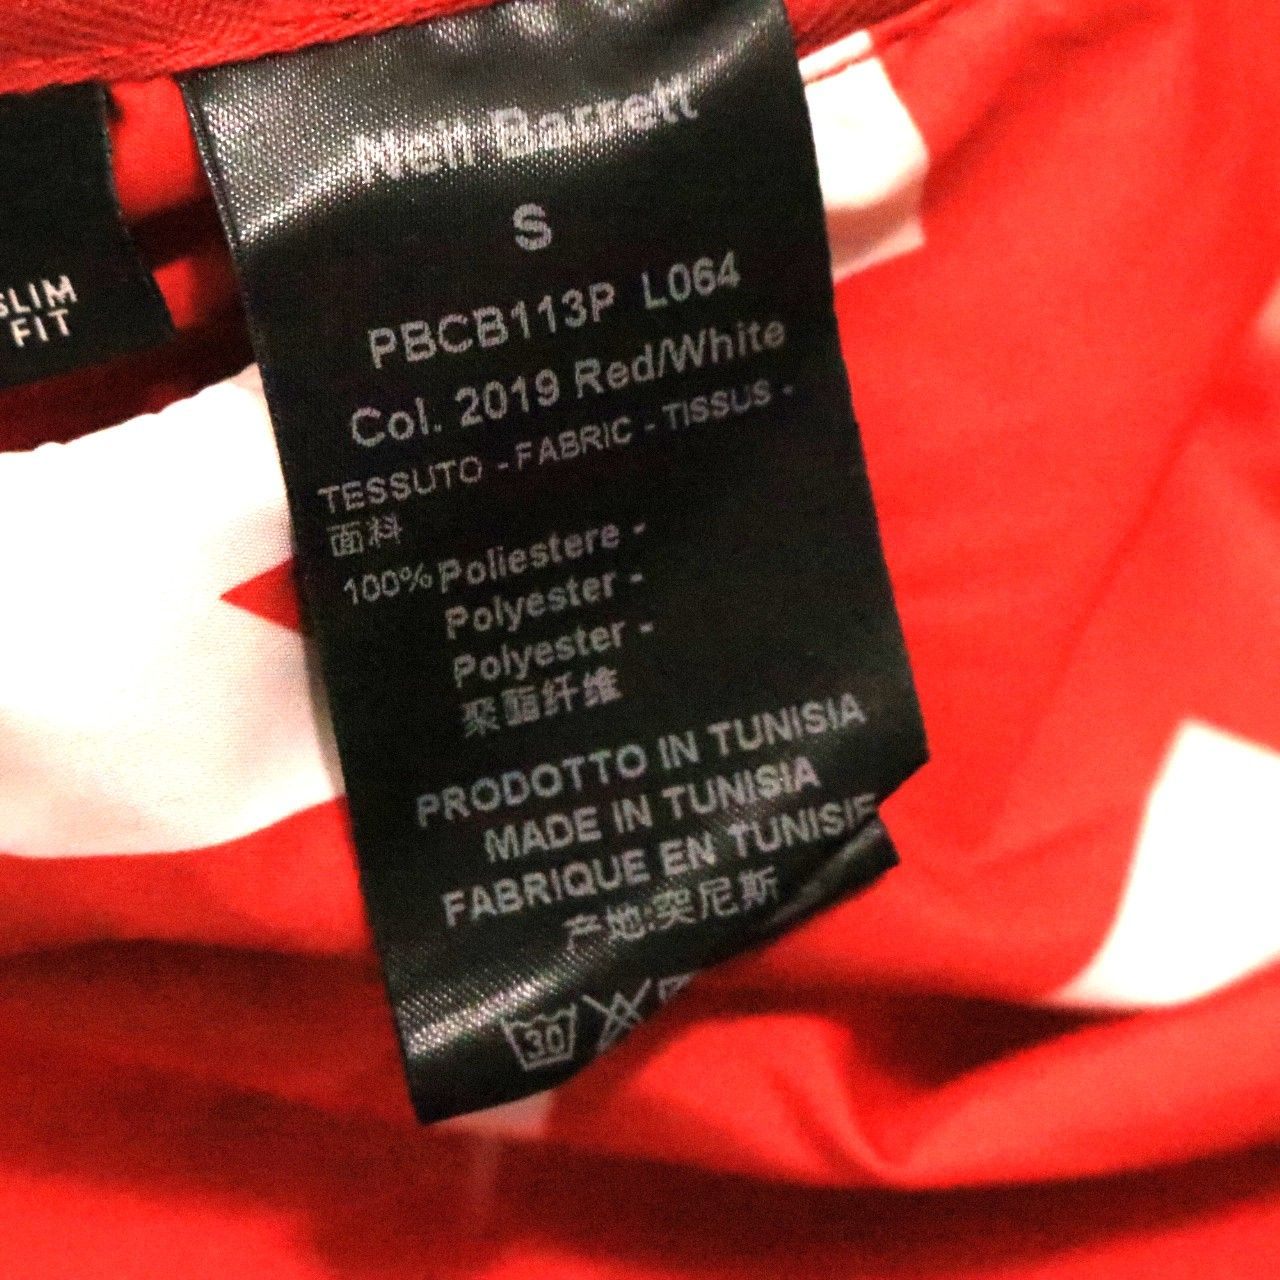 SLIM
FIT
Neil Barrett
S
PBCB113P L064
Col. 2019 Red/White
TESSUTO - FABRIC - TISSUS -
面料
100% Poliestere -
Polyester -
Polyester -
聚酯纤维
PRODOTTO IN TUNISIA
MADE IN TUNISIA
FABRIQUE EN TUNISIE
产地:突尼斯
30